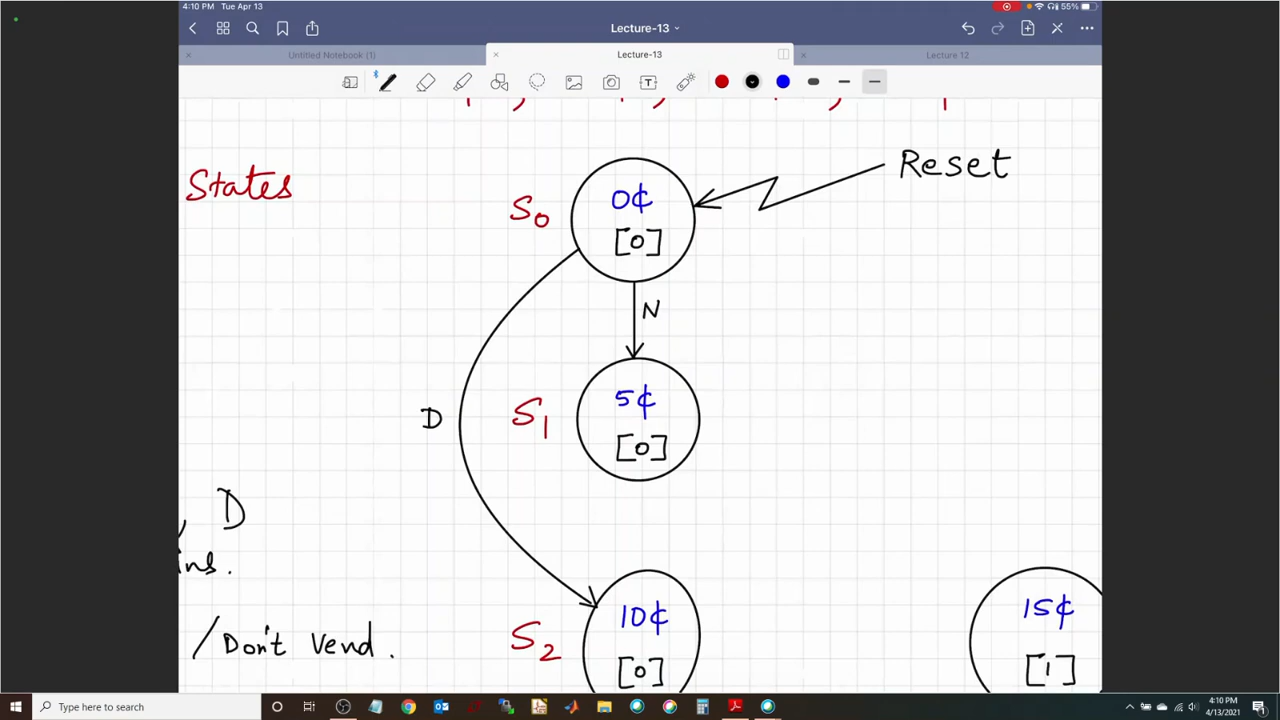 4:10 PM Tue Apr 13
55%
Lecture-13
Untitled Notebook (1)
Lecture-13
Lecture 12
Reset
States
S0
0¢
[0]
N
D
S1
5¢
[0]
, D
ins.
/Don't Vend.
S2
10¢
[0]
15¢
[1]
Type here to search
4:10 PM
4/13/2021